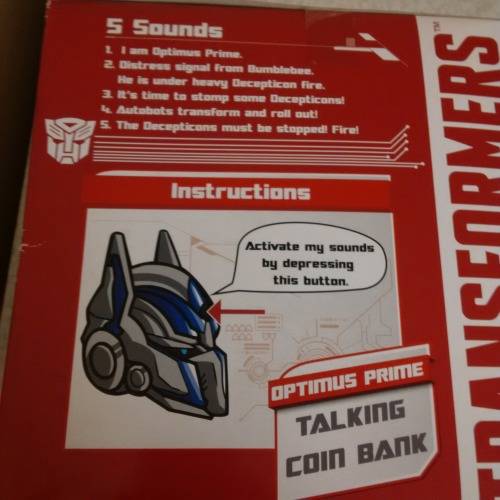 5 Sounds
1. I am Optimus Prime.
2. Distress signal from Bumblebee.
He is under heavy Decepticon fire.
3. It's time to stomp some Decepticons!
4. Autobots transform and roll out!
5. The Decepticons must be stopped! Fire!
Instructions
Activate my sounds
by depressing
this button.
OPTIMUS PRIME
TALKING
COIN BANK
TRANSFORMERS
TM